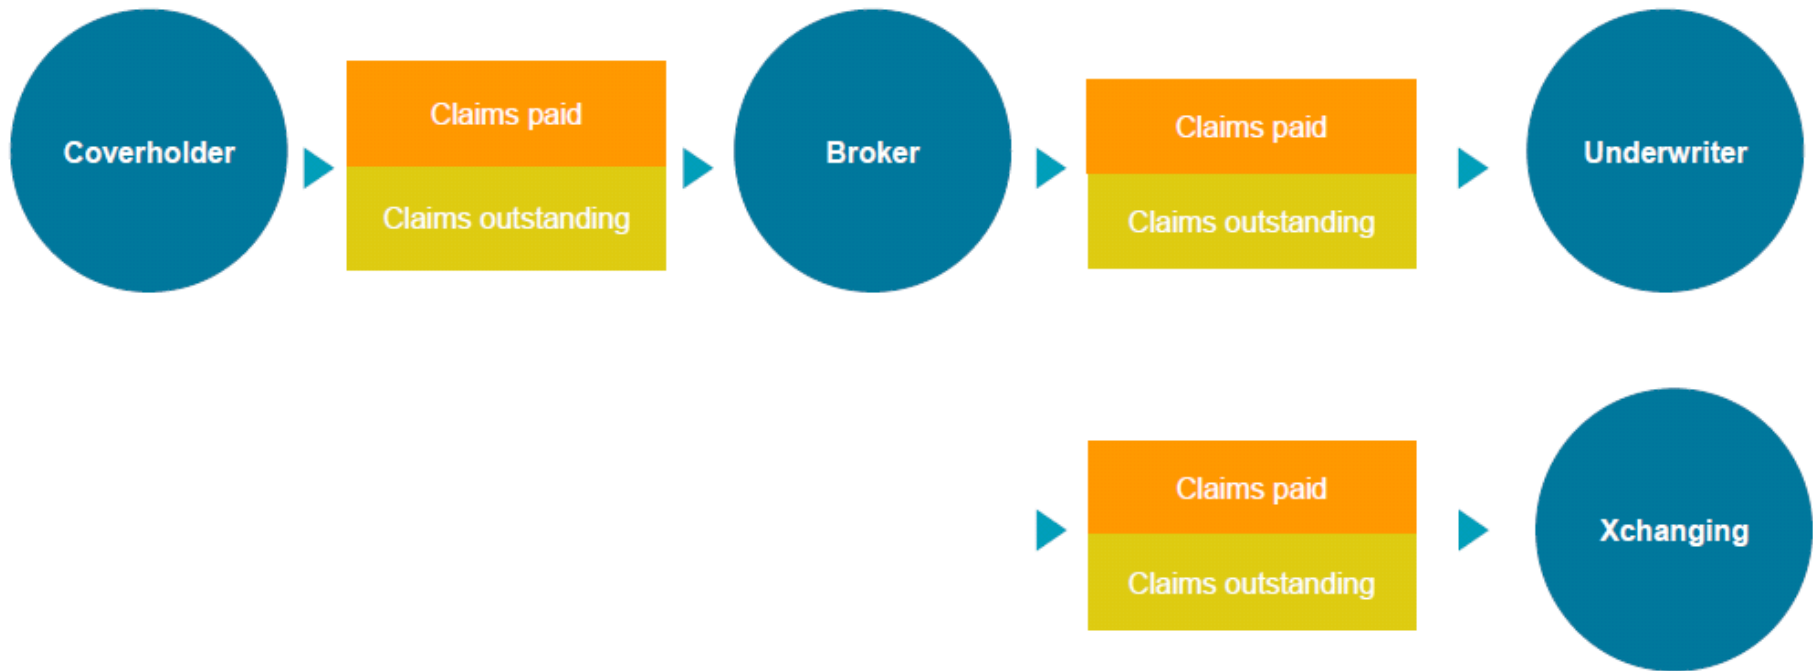 Coverholder
Claims paid
Claims outstanding
Broker
Claims paid
Claims outstanding
Underwriter
Claims paid
Claims outstanding
Xchanging